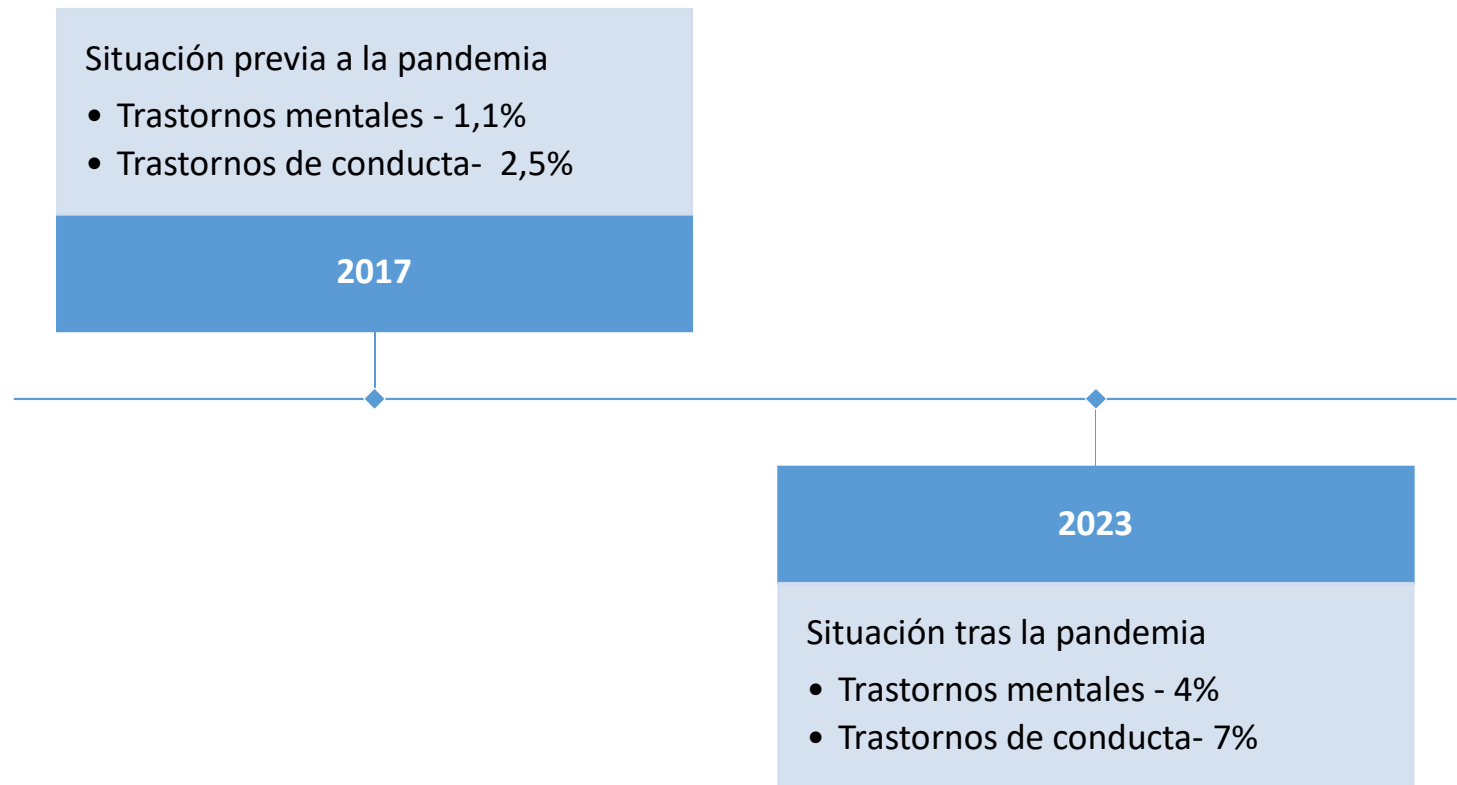 Situación previa a la pandemia
• Trastornos mentales - 1,1%
• Trastornos de conducta-  2,5%
2017
2023
Situación tras la pandemia
• Trastornos mentales - 4%
• Trastornos de conducta- 7%